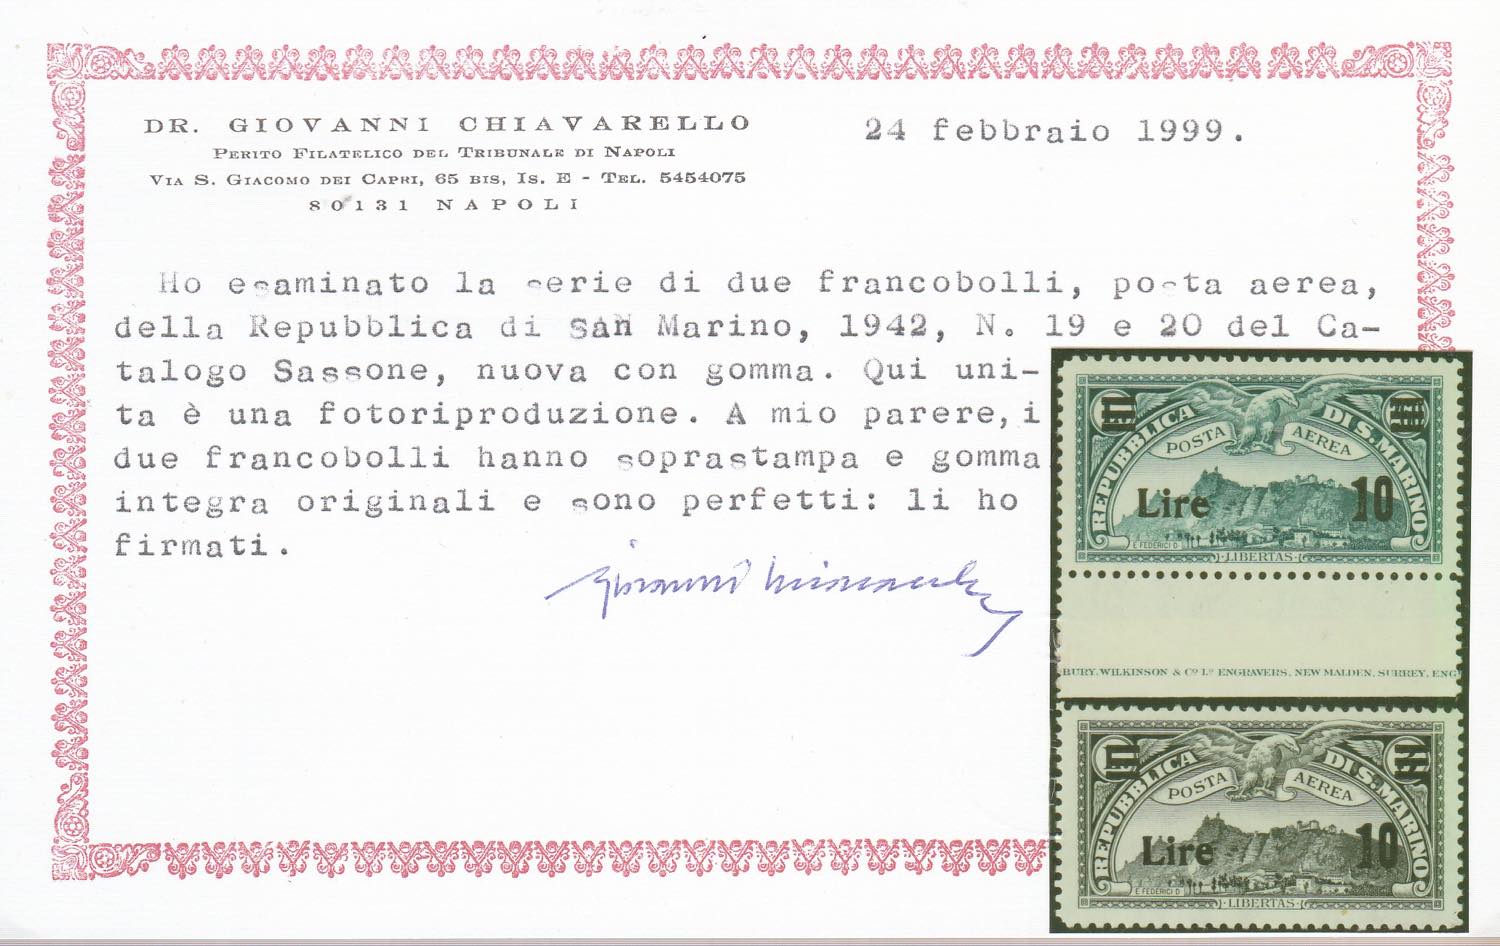 DR. GIOVANNI CHIAVARELLO
PERITO FILATELICO DEL TRIBUNALE DI NAPOLI
VIA S. GIACOMO DEI CAPRI, 65 BIS, IS. E - TEL. 5454075
80131 NAPOLI
24 febbraio 1999.
Ho esaminato la serie di due francobolli, posta aerea,
della Repubblica di SAN Marino, 1942, N. 19 e 20 del Ca-
talogo Sassone, nuova con gomma. Qui uni-
ta è una fotoriproduzione. A mio parere, i
due francobolli hanno soprastampa e gomma
integra originali e sono perfetti: li ho
firmati.
Giovanni
REPUBBLICA DI S. MARINO
POSTA AEREA
Lire 10
E FEDERICI D.
·LIBERTAS·
BURY, WILKINSON & Cº Lº ENGRAVERS, NEW MALDEN, SURREY, ENG
REPUBBLICA DI S. MARINO
POSTA AEREA
Lire 10
E FEDERICI D.
·LIBERTAS·